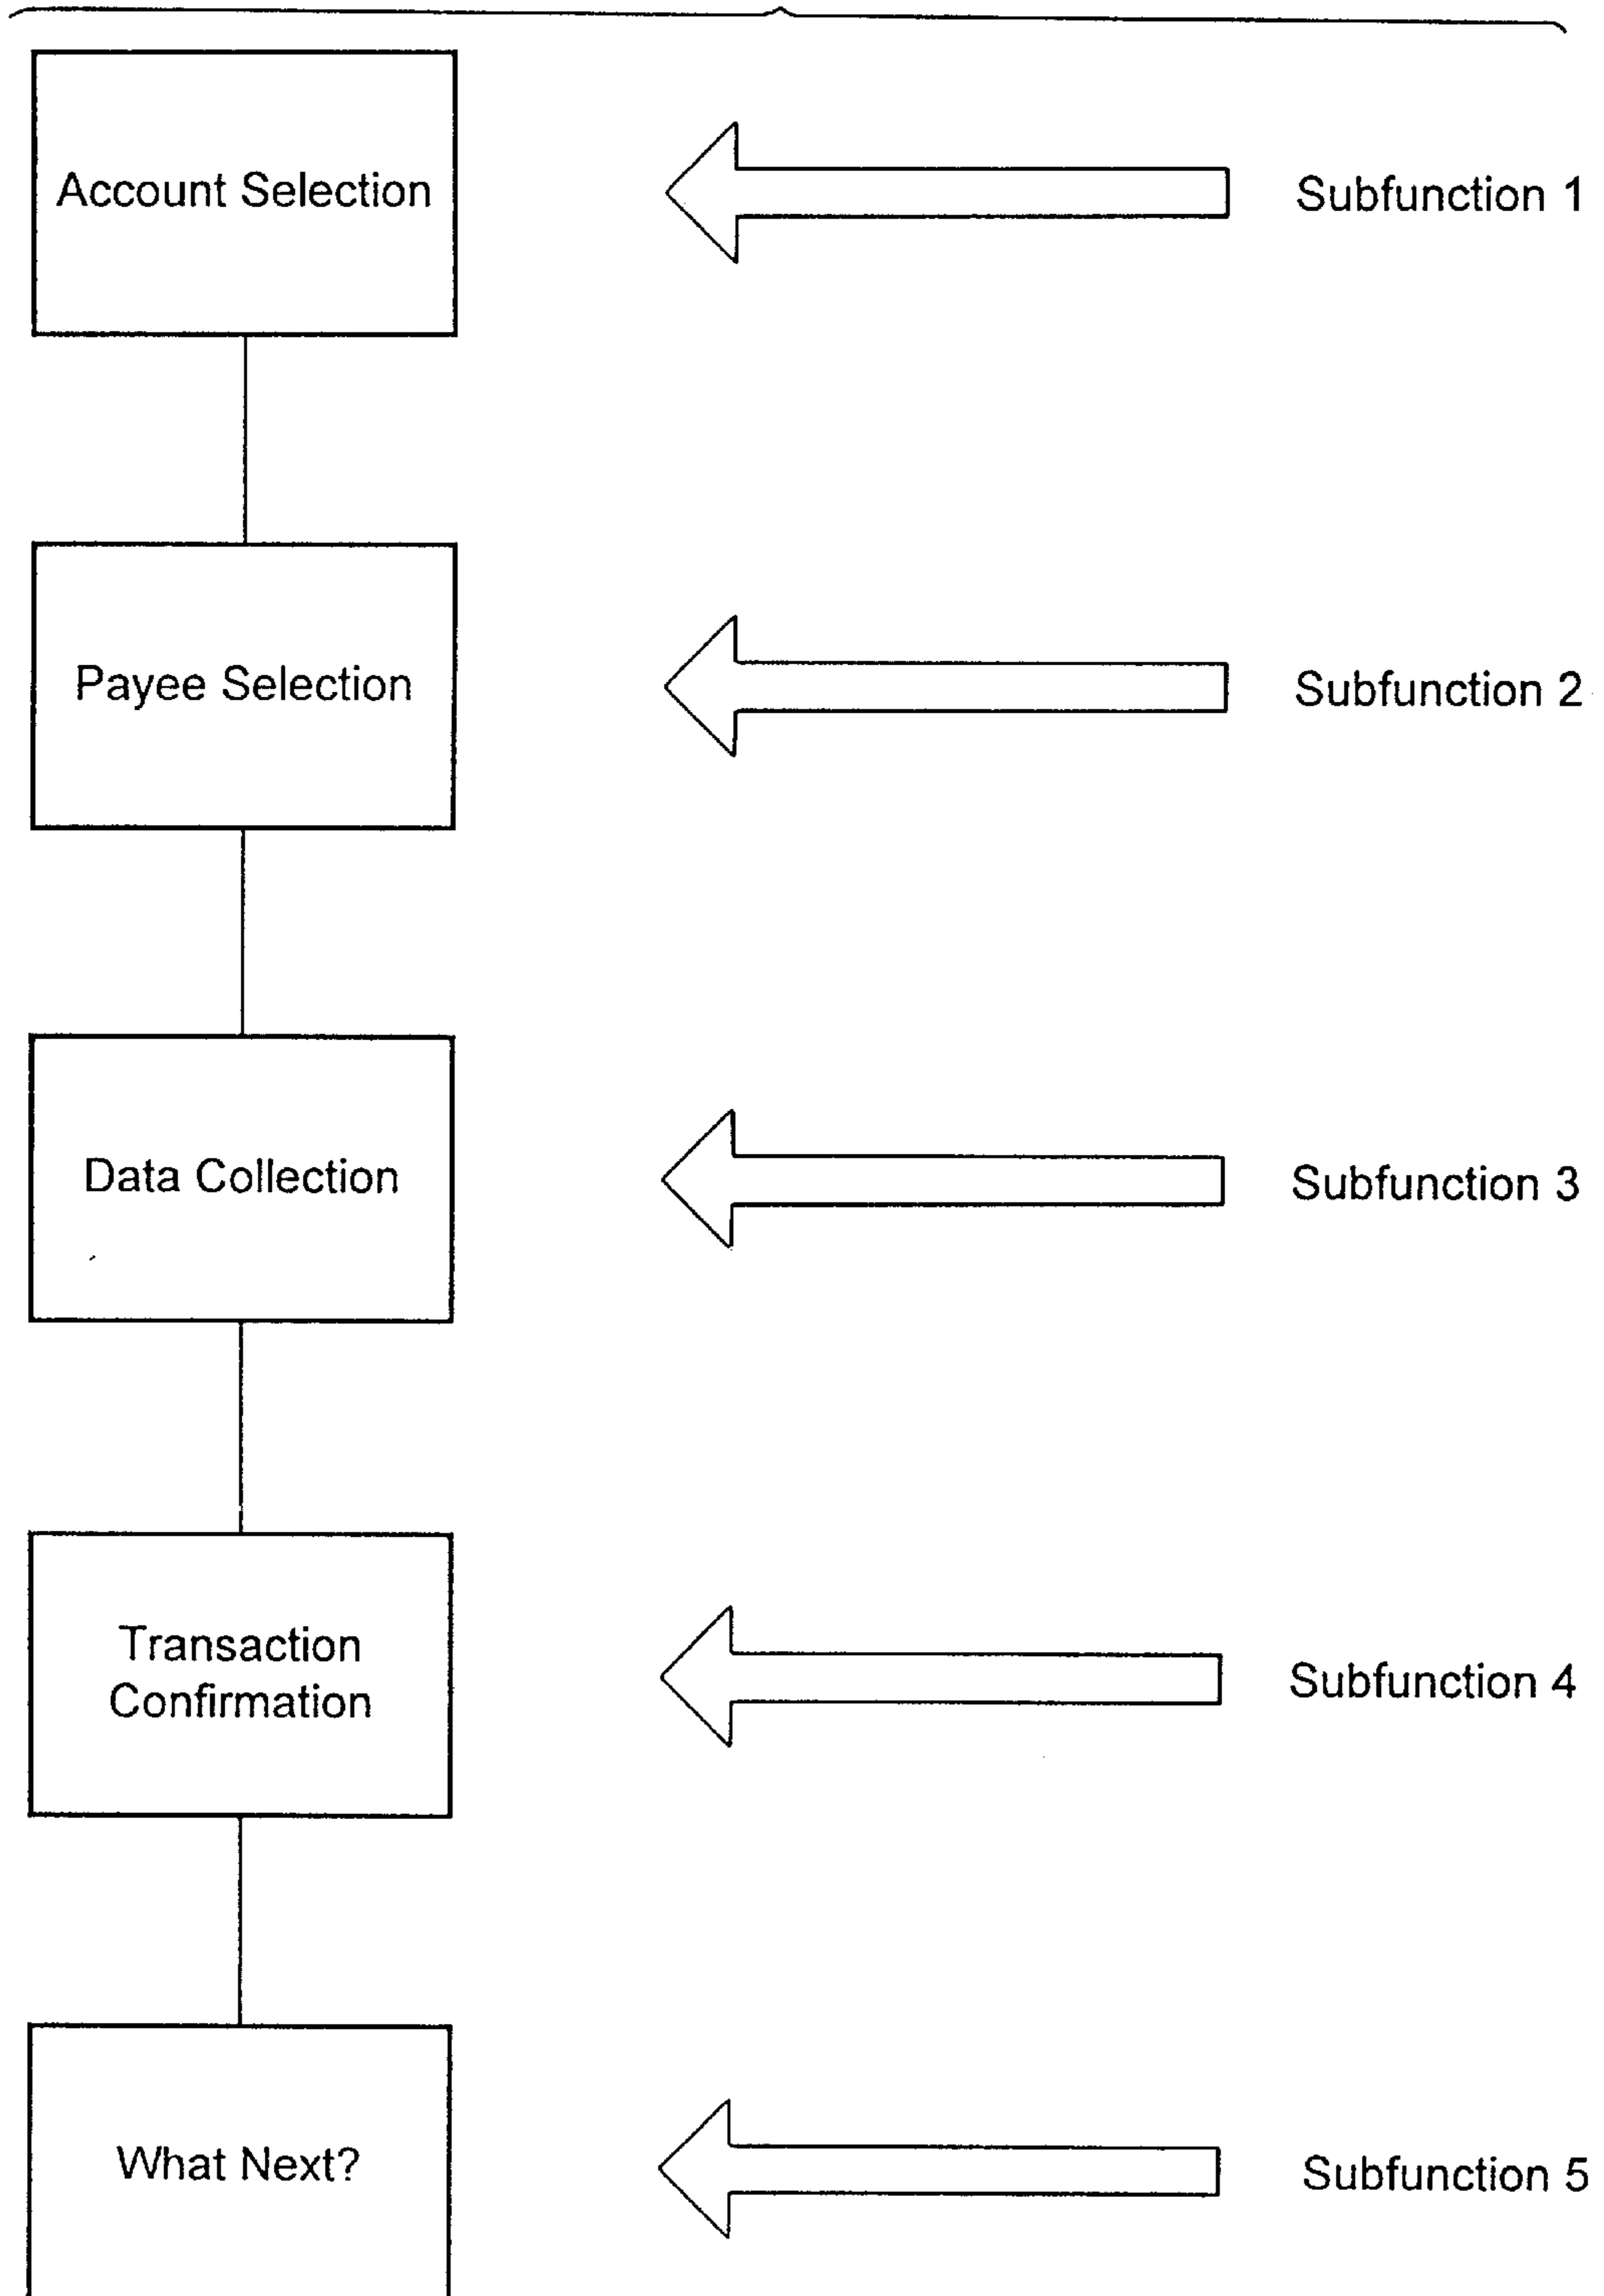 Account Selection
Subfunction 1
Payee Selection
Subfunction 2
Data Collection
Subfunction 3
Transaction
Confirmation
Subfunction 4
What Next?
Subfunction 5